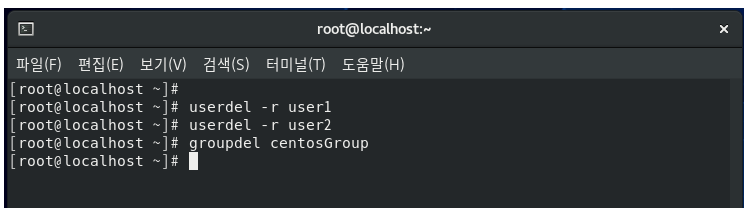 root@localhost:~
파일(F) 편집(E) 보기(V) 검색(S) 터미널(T) 도움말(H)
[root@localhost ~]#
[root@localhost ~]# userdel -r user1
[root@localhost ~]# userdel -r user2
[root@localhost ~]# groupdel centosGroup
[root@localhost ~]#